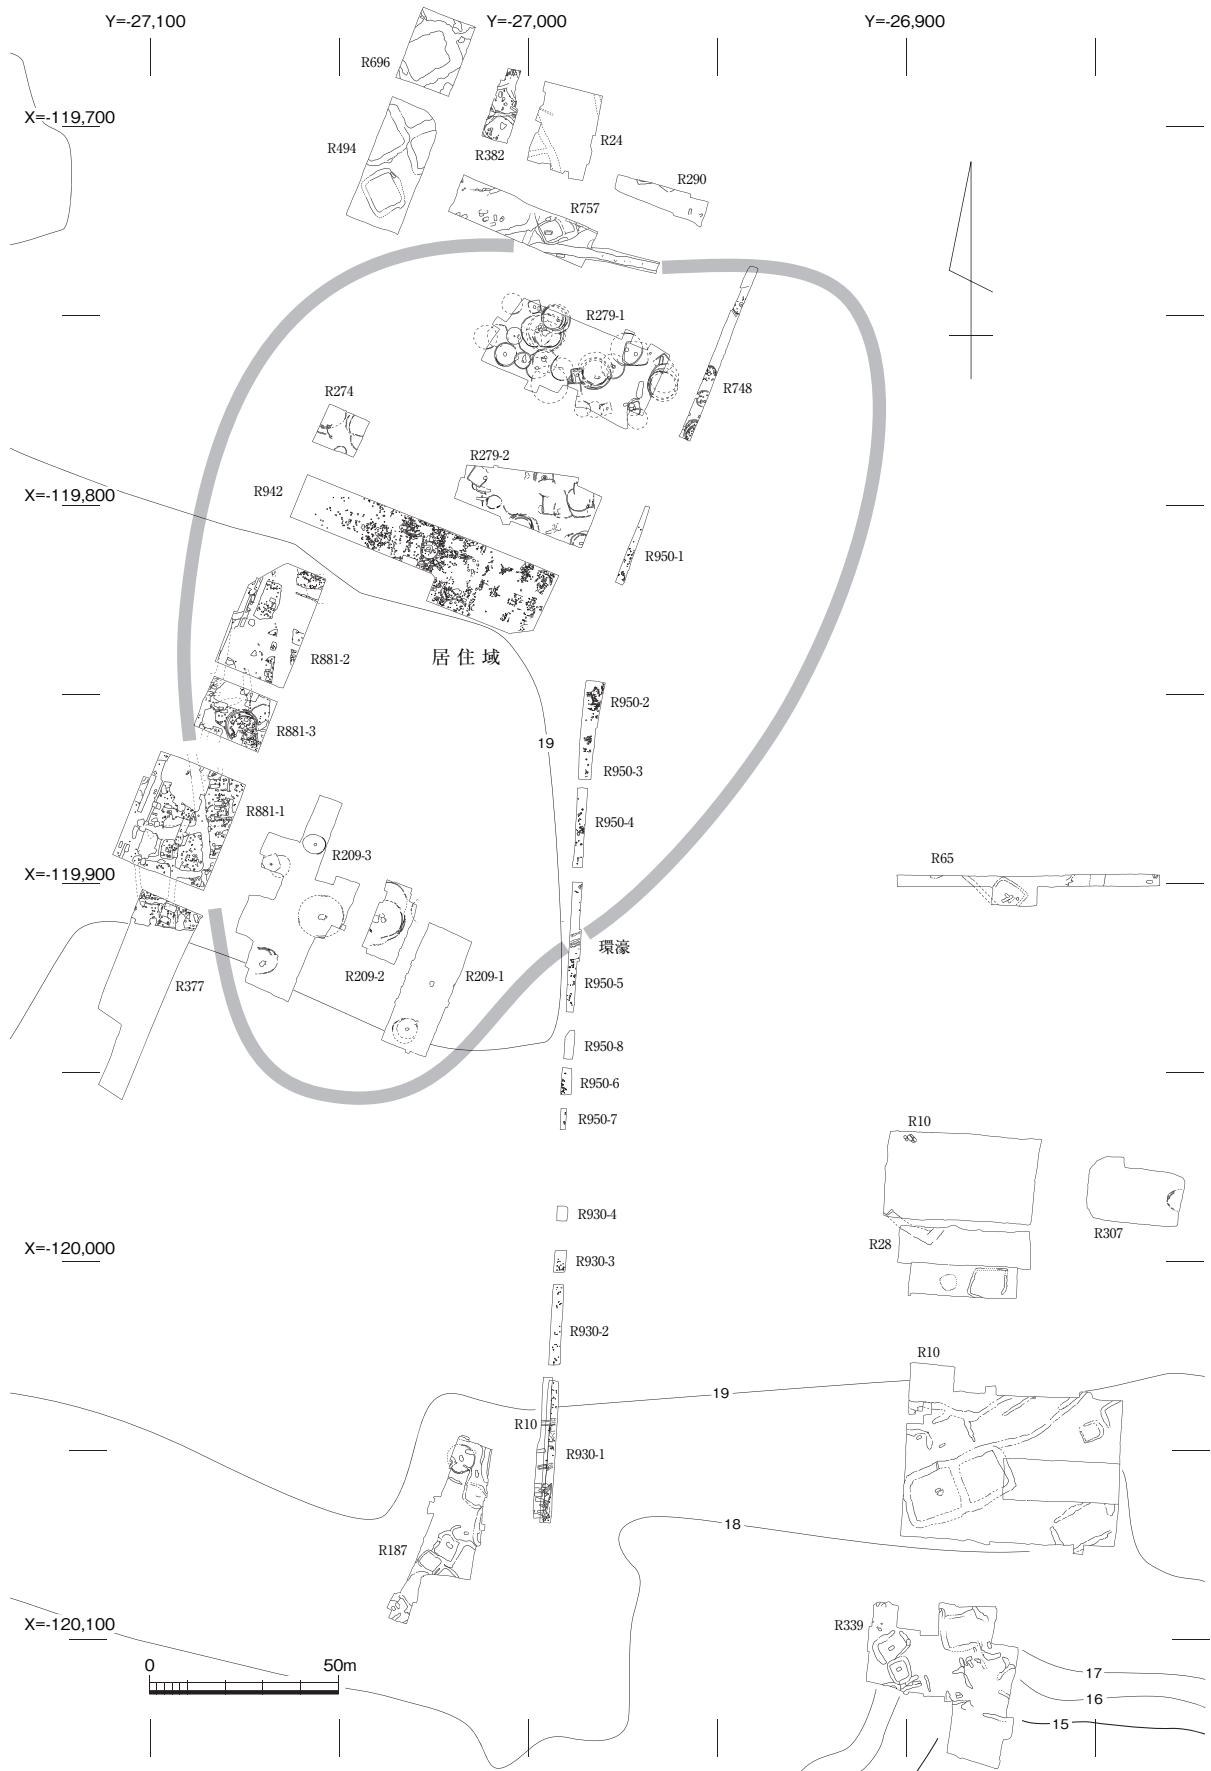 Y=-27,100
Y=-27,000
Y=-26,900
R696
X=-119,700
R24
R494
R382
R290
R757
R279-1
R748
R274
R279-2
R942
X=-119,800
R950-1
居住域
R881-2
R950-2
R881-3
19
R950-3
R881-1
R950-4
R209-3
R65
X=-119,900
環濠
R209-2
R209-1
R377
R950-5
R950-8
R950-6
R950-7
R10
R930-4
R307
R28
X=-120,000
R930-3
R930-2
R10
19
R10
R930-1
18
R187
X=-120,100
R339
0 50m
17
16
15